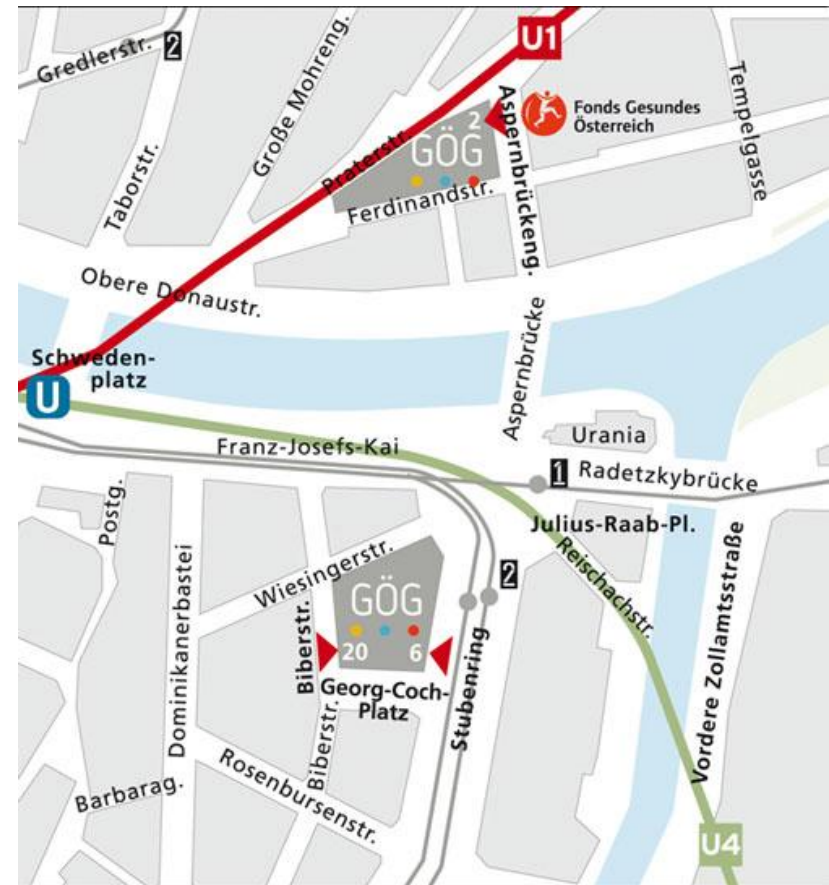 U1
Gredlerstr.
2
Große Mohreng.
Taborstr.
Praterstr.
2
GÖG
Aspernbrückeng.
Fonds Gesundes
Österreich
Tempelgasse
Ferdinandstr.
Obere Donaustr.
Aspernbrücke
Schweden-
platz
U
Franz-Josefs-Kai
Urania
1
Radetzkybrücke
Postg.
Julius-Raab-Pl.
Reischachstr.
Wiesingerstr.
2
Dominikanerbastei
GÖG
20
6
Biberstr.
Georg-Coch-
Platz
Stubenring
Vordere Zollamtsstraße
Biberstr.
Rosenbursenstr.
Barbarag.
U4